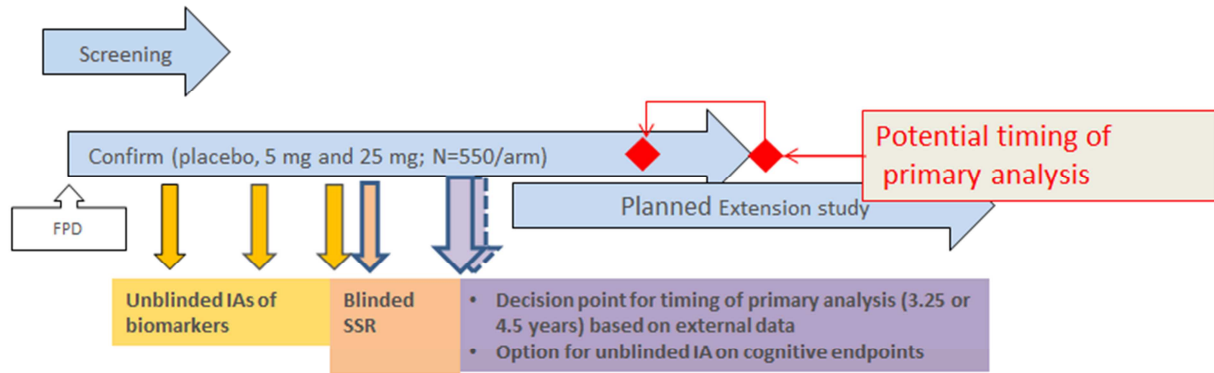 Screening
Confirm (placebo, 5 mg and 25 mg; N=550/arm)
Potential timing of
primary analysis
FPD
Planned Extension study
Unblinded IAs of
biomarkers
Blinded
SSR
• Decision point for timing of primary analysis (3.25 or
4.5 years) based on external data
• Option for unblinded IA on cognitive endpoints